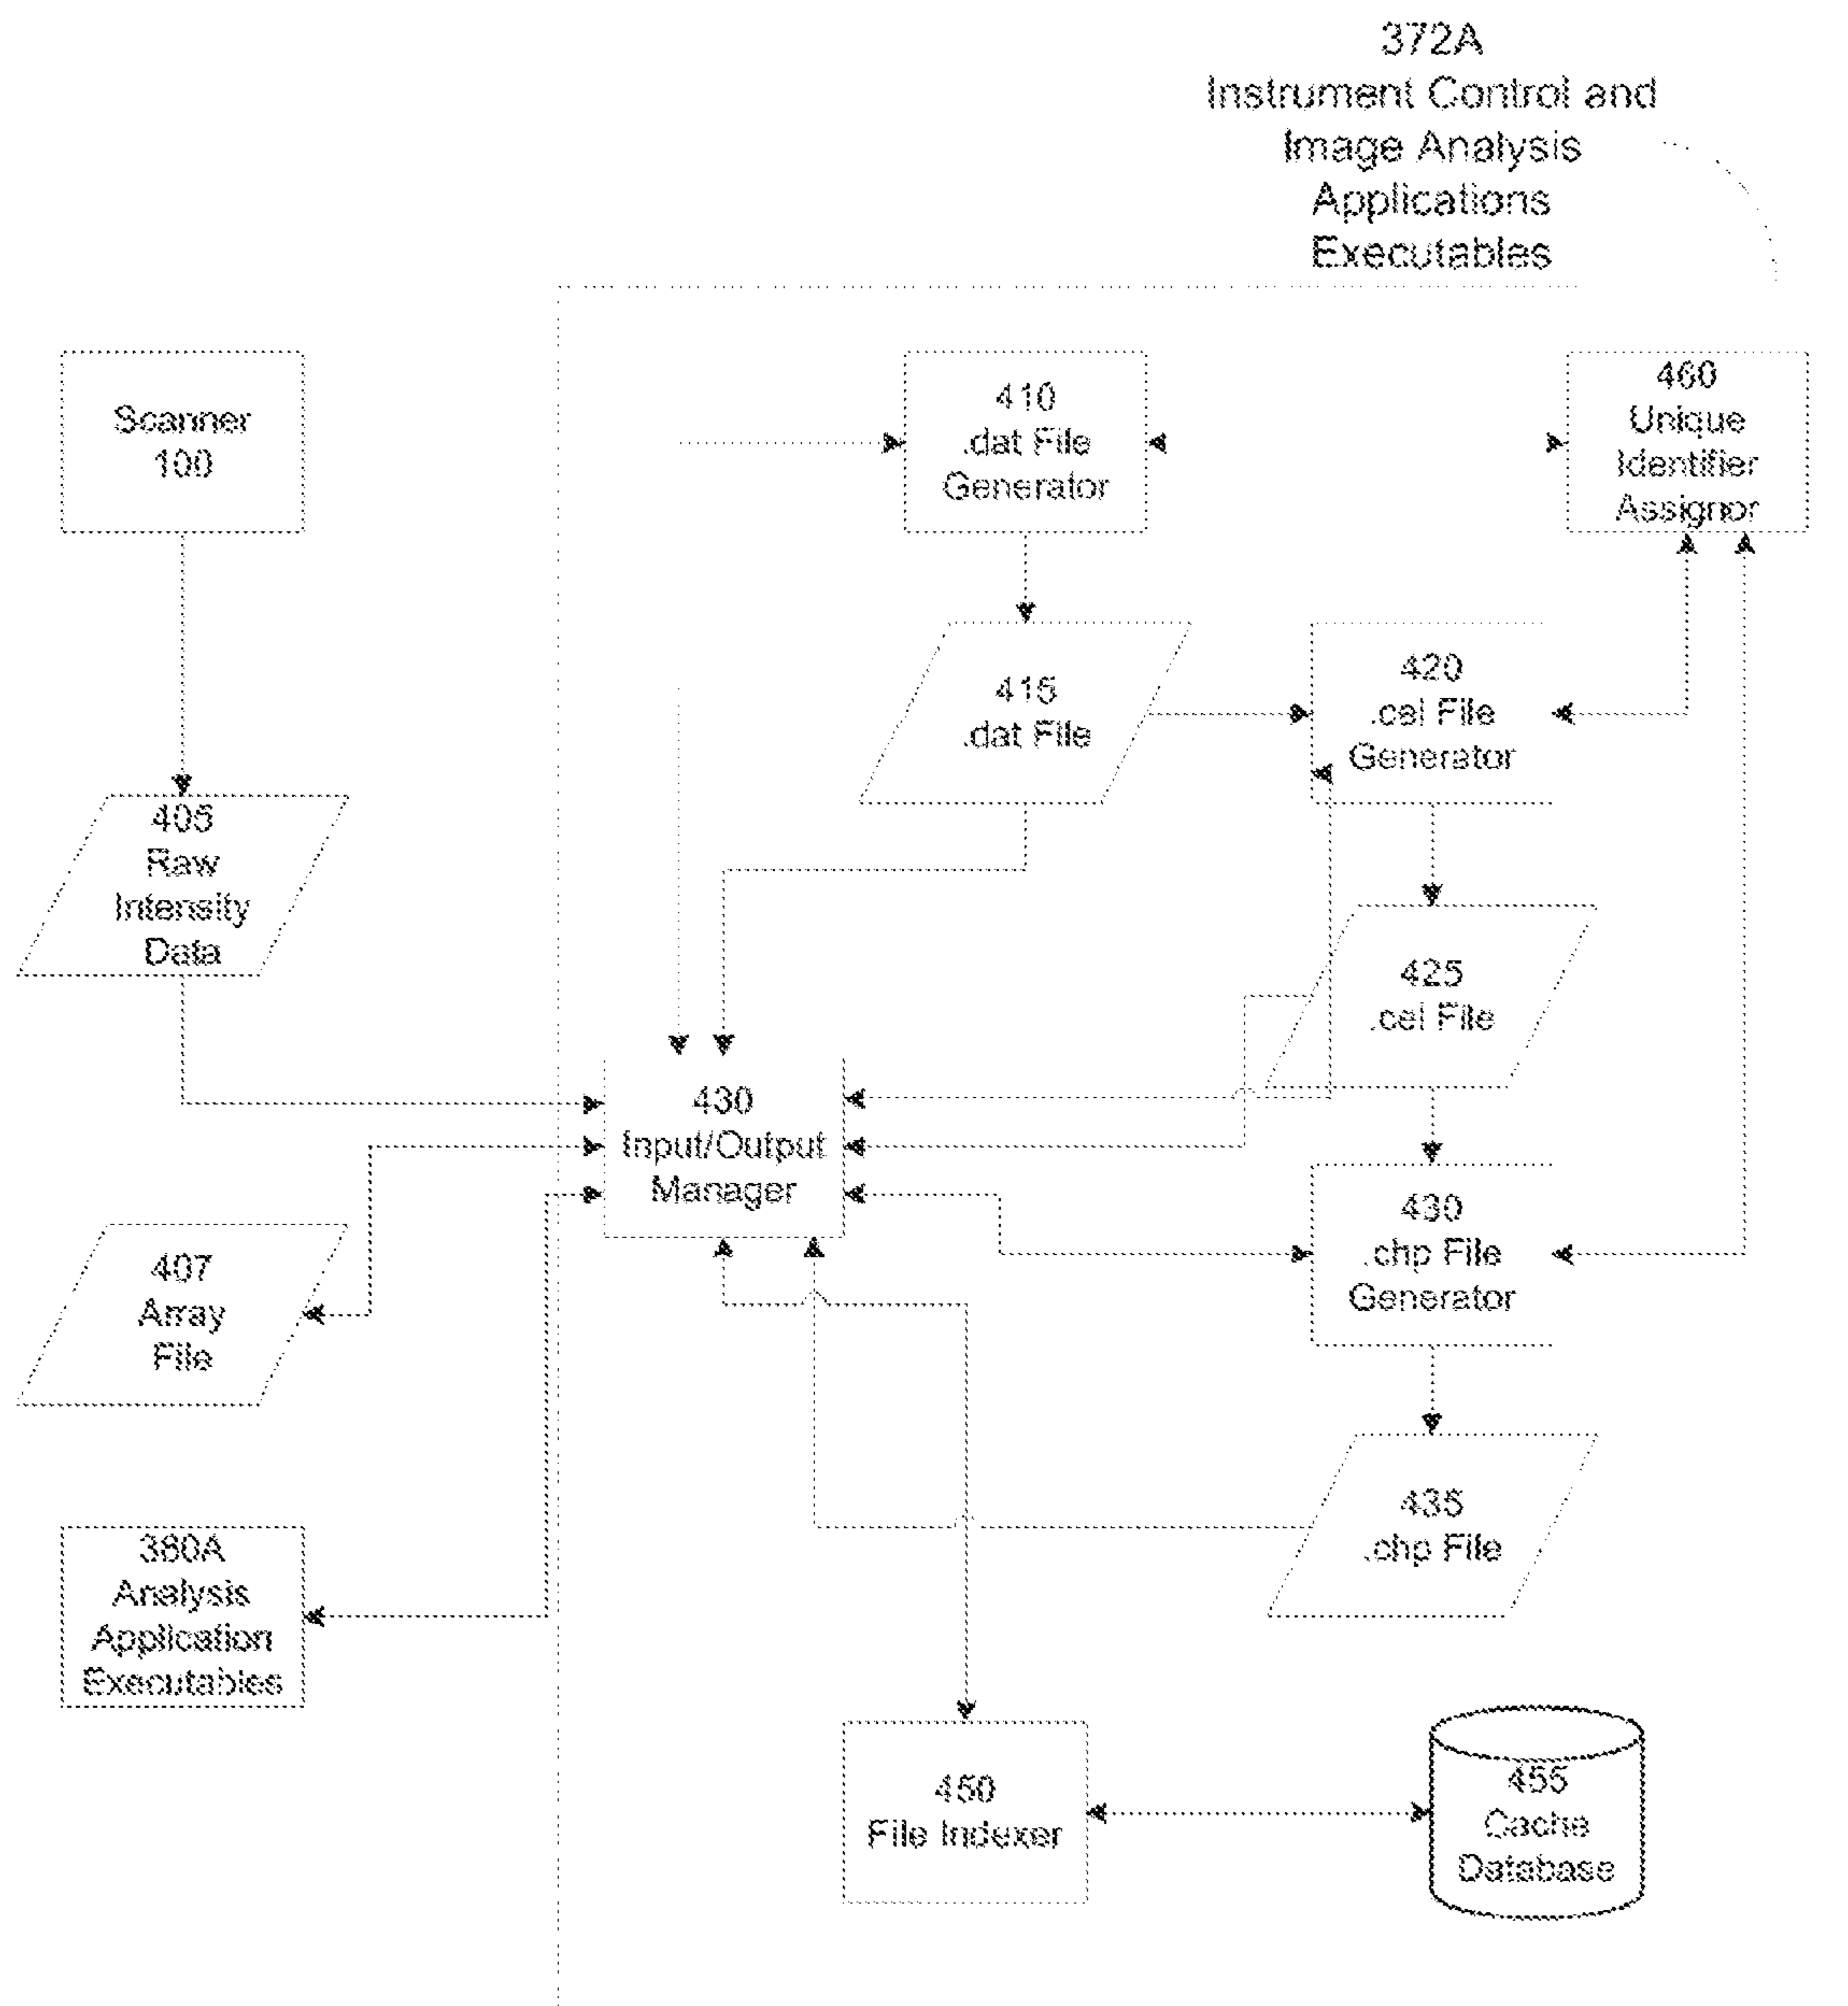 372A
Instrument Control and
Image Analysis
Applications
Executables
Scanner
100
410
.dat File
Generator
460
Unique
Identifier
Assignor
415
.dat File
420
.cel File
Generator
405
Raw
Intensity
Data
425
.cel File
430
Input/Output
Manager
430
.chp File
Generator
407
Array
File
435
.chp File
380A
Analysis
Application
Executables
450
File Indexer
455
Cache
Database